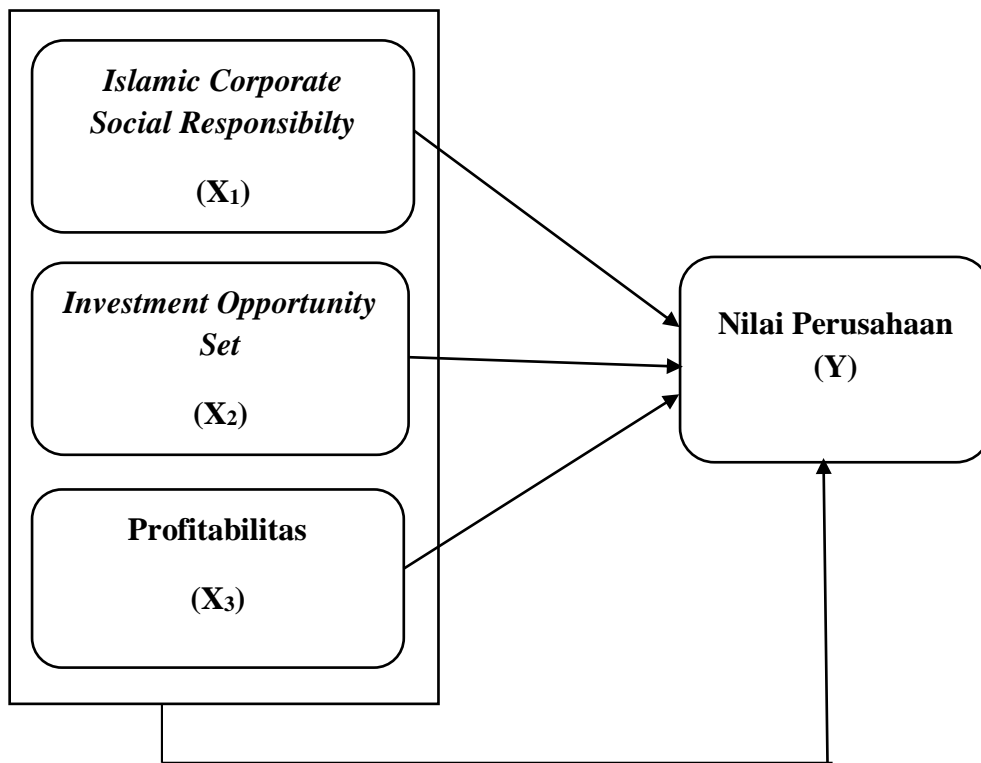 Islamic Corporate
Social Responsibilty
(X₁)
Investment Opportunity
Set
(X₂)
Profitabilitas
(X₃)
Nilai Perusahaan
(Y)